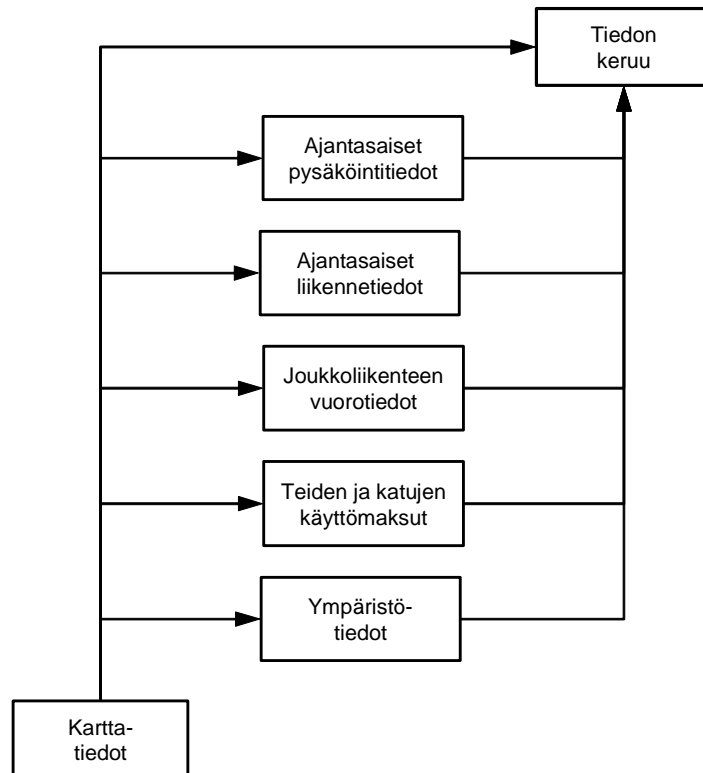 Tiedon
keruu
Ajantasaiset
pysäköintitiedot
Ajantasaiset
liikennetiedot
Joukkoliikenteen
vuorotiedot
Teiden ja katujen
käyttömaksut
Ympäristö-
tiedot
Kartta-
tiedot